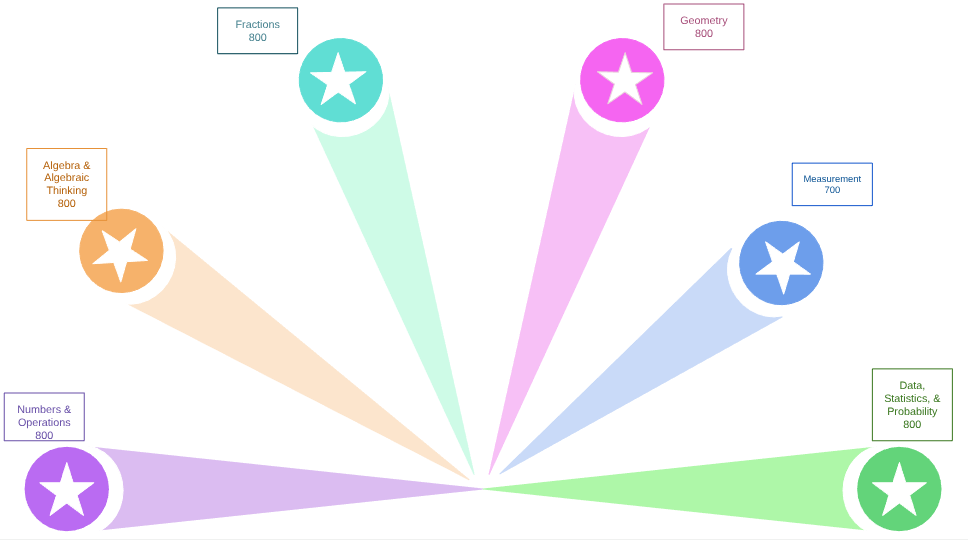 Fractions
800
Geometry
800
Algebra &
Algebraic
Thinking
800
Measurement
700
Numbers &
Operations
800
Data,
Statistics, &
Probability
800